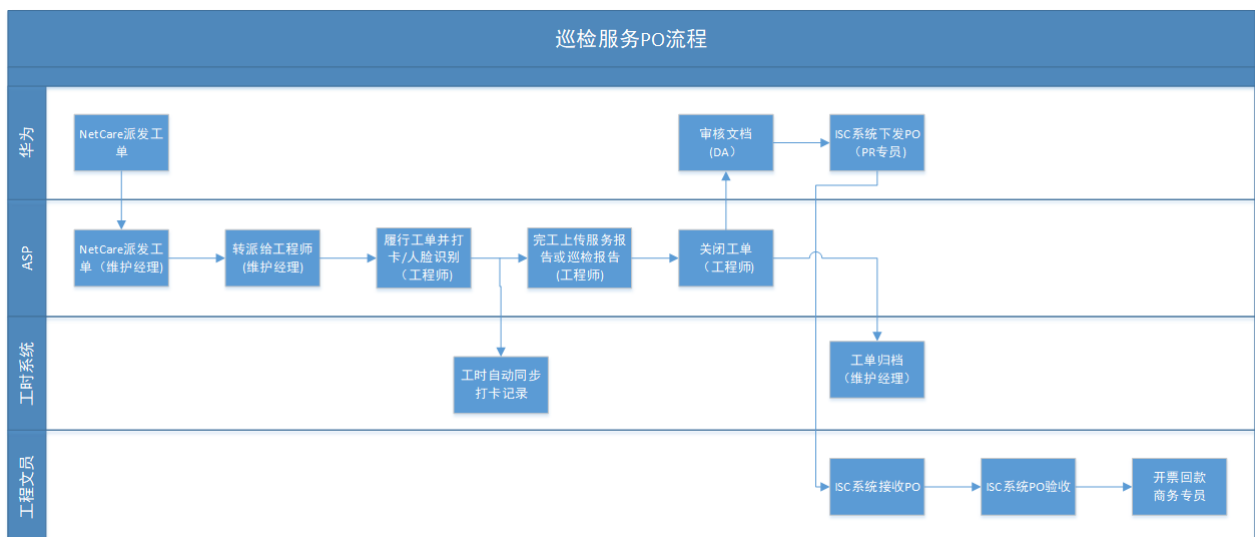 巡检服务PO流程
华为
NetCare派发工
单
审核文档
(DA）
ISC系统下发PO
（PR专员)
ASP
NetCare派发工
单（维护经理)
转派给工程师
(维护经理)
履行工单并打
卡/人脸识别
（工程师)
完工上传服务报
告或巡检报告
(工程师)
关闭工单
（工程师)
工时系统
工时自动同步
打卡记录
工单归档
（维护经理）
工程文员
ISC系统接收PO
ISC系统PO验收
开票回款
商务专员